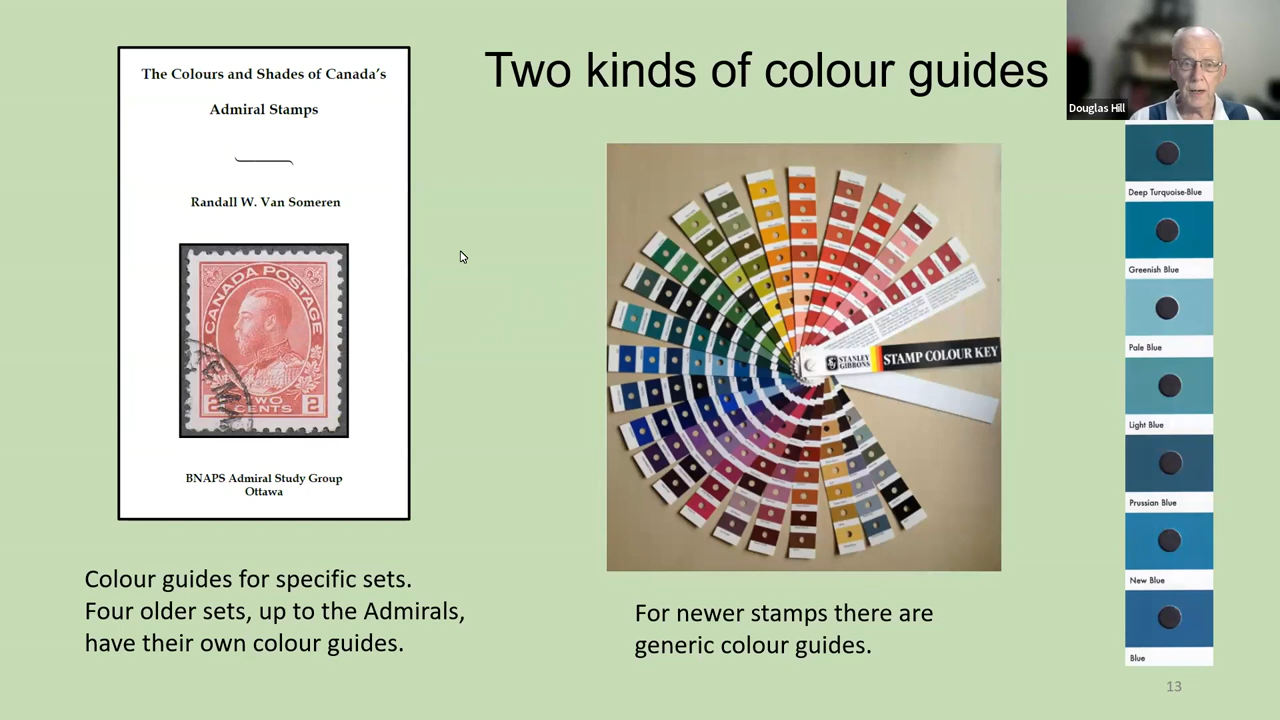 Two kinds of colour guides
The Colours and Shades of Canada's
Admiral Stamps
Randall W. Van Someren
CANADA POSTAGE
TWO
2 CENTS 2
BNAPS Admiral Study Group
Ottawa
Colour guides for specific sets.
Four older sets, up to the Admirals,
have their own colour guides.
STANLEY
GIBBONS
STAMP COLOUR KEY
For newer stamps there are
generic colour guides.
Douglas Hill
Deep Turquoise-Blue
Greenish Blue
Pale Blue
Light Blue
Prussian Blue
New Blue
Blue
13